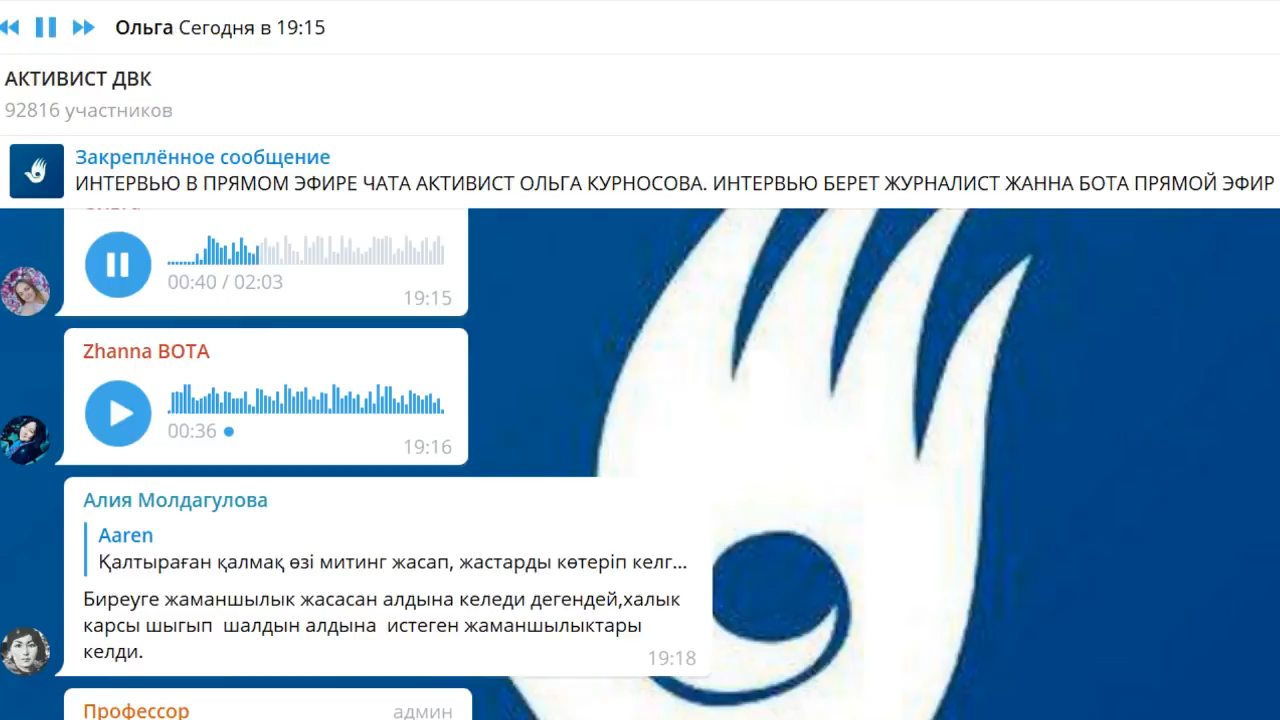 Ольга Сегодня в 19:15
АКТИВИСТ ДВК
92816 участников
Закреплённое сообщение
ИНТЕРВЬЮ В ПРЯМОМ ЭФИРЕ ЧАТА АКТИВИСТ ОЛЬГА КУРНОСОВА. ИНТЕРВЬЮ БЕРЕТ ЖУРНАЛИСТ ЖАННА БОТА ПРЯМОЙ ЭФИР
00:40 / 02:03
19:15
Zhanna BOTA
00:36
19:16
Алия Молдагулова
Aaren
Қалтыраған қалмақ өзі митинг жасап, жастарды көтеріп келг...
Биреуге жаманшылык жасасан алдына келеди дегендей,халык
карсы шыгып шалдын алдына истеген жаманшылыктары
келди.
19:18
Профессор админ